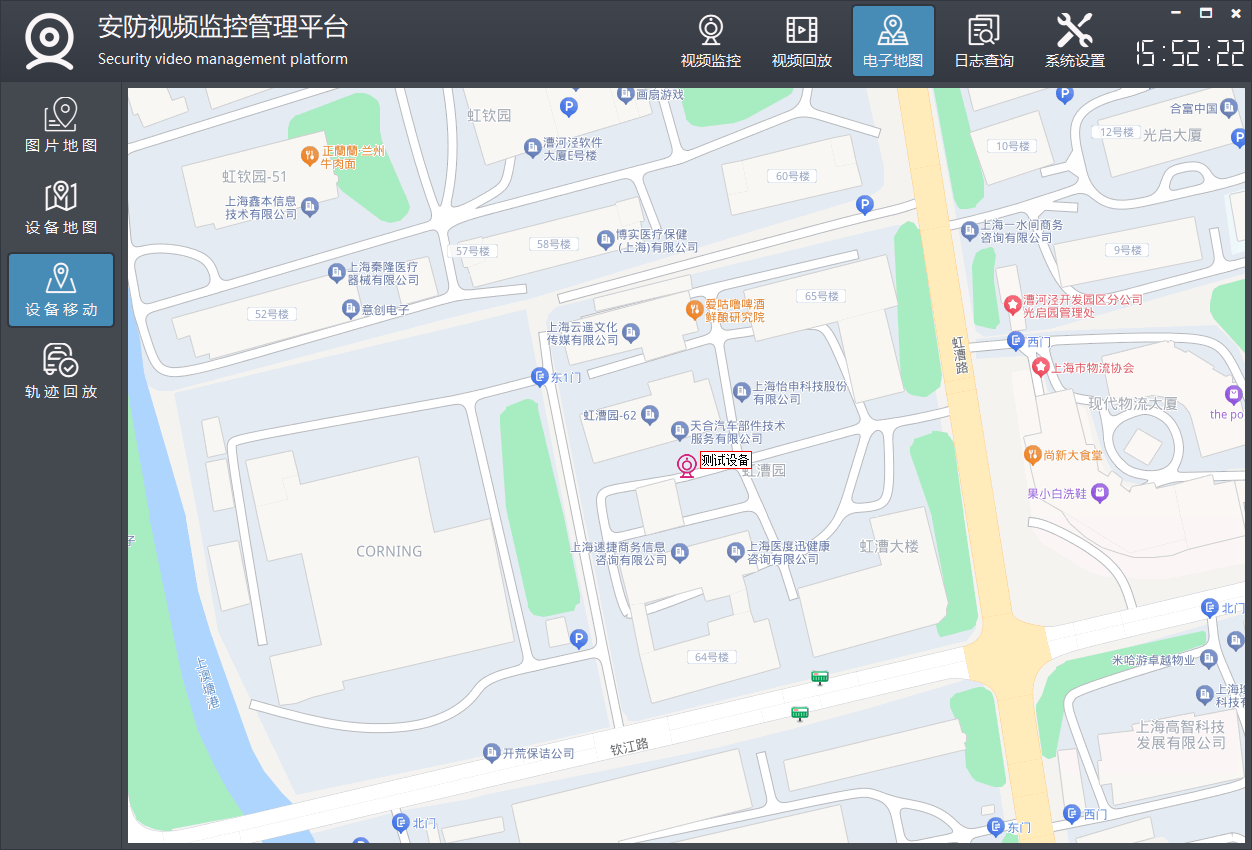 安防视频监控管理平台
Security video management platform
视频监控
视频回放
电子地图
日志查询
系统设置
15:52:22
图片地图
设备地图
设备移动
轨迹回放
画扇游戏
虹钦园
漕河泾软件
大厦E号楼
正蘭蘭·兰州
牛肉面
虹钦园-51
上海鑫本信息
技术有限公司
60号楼
10号楼
12号楼
光启大厦
合富中国
57号楼
58号楼
博实医疗保健
(上海)有限公司
上海一水间商务
咨询有限公司
9号楼
上海秦隆医疗
器械有限公司
意创电子
52号楼
65号楼
爱咕噜啤酒
鲜酿研究院
上海云遥文化
传媒有限公司
漕河泾开发园区分公司
光启园管理处
西门
虹漕路
上海市物流协会
东1门
上海怡申科技股份
有限公司
现代物流大厦
the po
虹漕园-62
天合汽车部件技术
服务有限公司
测试设备
虹漕园
尚新大食堂
果小白洗鞋
子
CORNING
上海速捷商务信息
咨询有限公司
上海医度迅健康
咨询有限公司
虹漕大楼
北门
64号楼
米哈游卓越物业
上澳塘港
科技有
上海高智科技
发展有限公司
钦江路
开荒保洁公司
北门
东门
西门